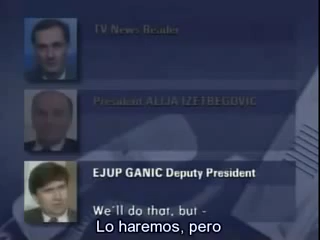 TV News Reader
President ALIJA IZETBEGOVIC
EJUP GANIC Deputy President
We'll do that, but -
Lo haremos, pero